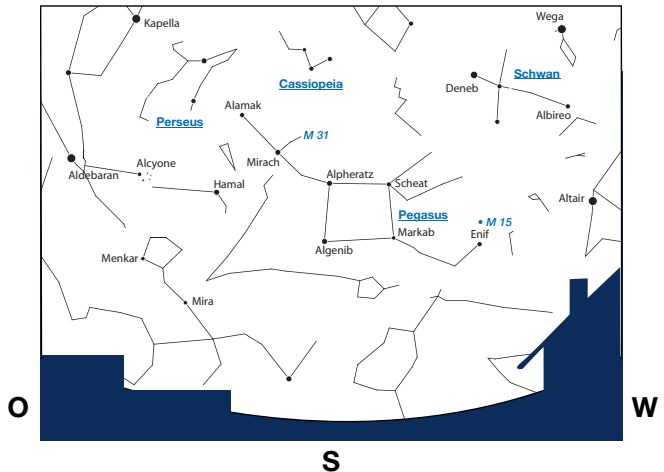 Kapella
Wega
Cassiopeia
Schwan
Deneb
Alamak
Albireo
Perseus
M 31
Mirach
Alcyone
Aldebaran
Alpheratz
Hamal
Scheat
Altair
Pegasus
M 15
Markab
Enif
Algenib
Menkar
Mira
O
W
S